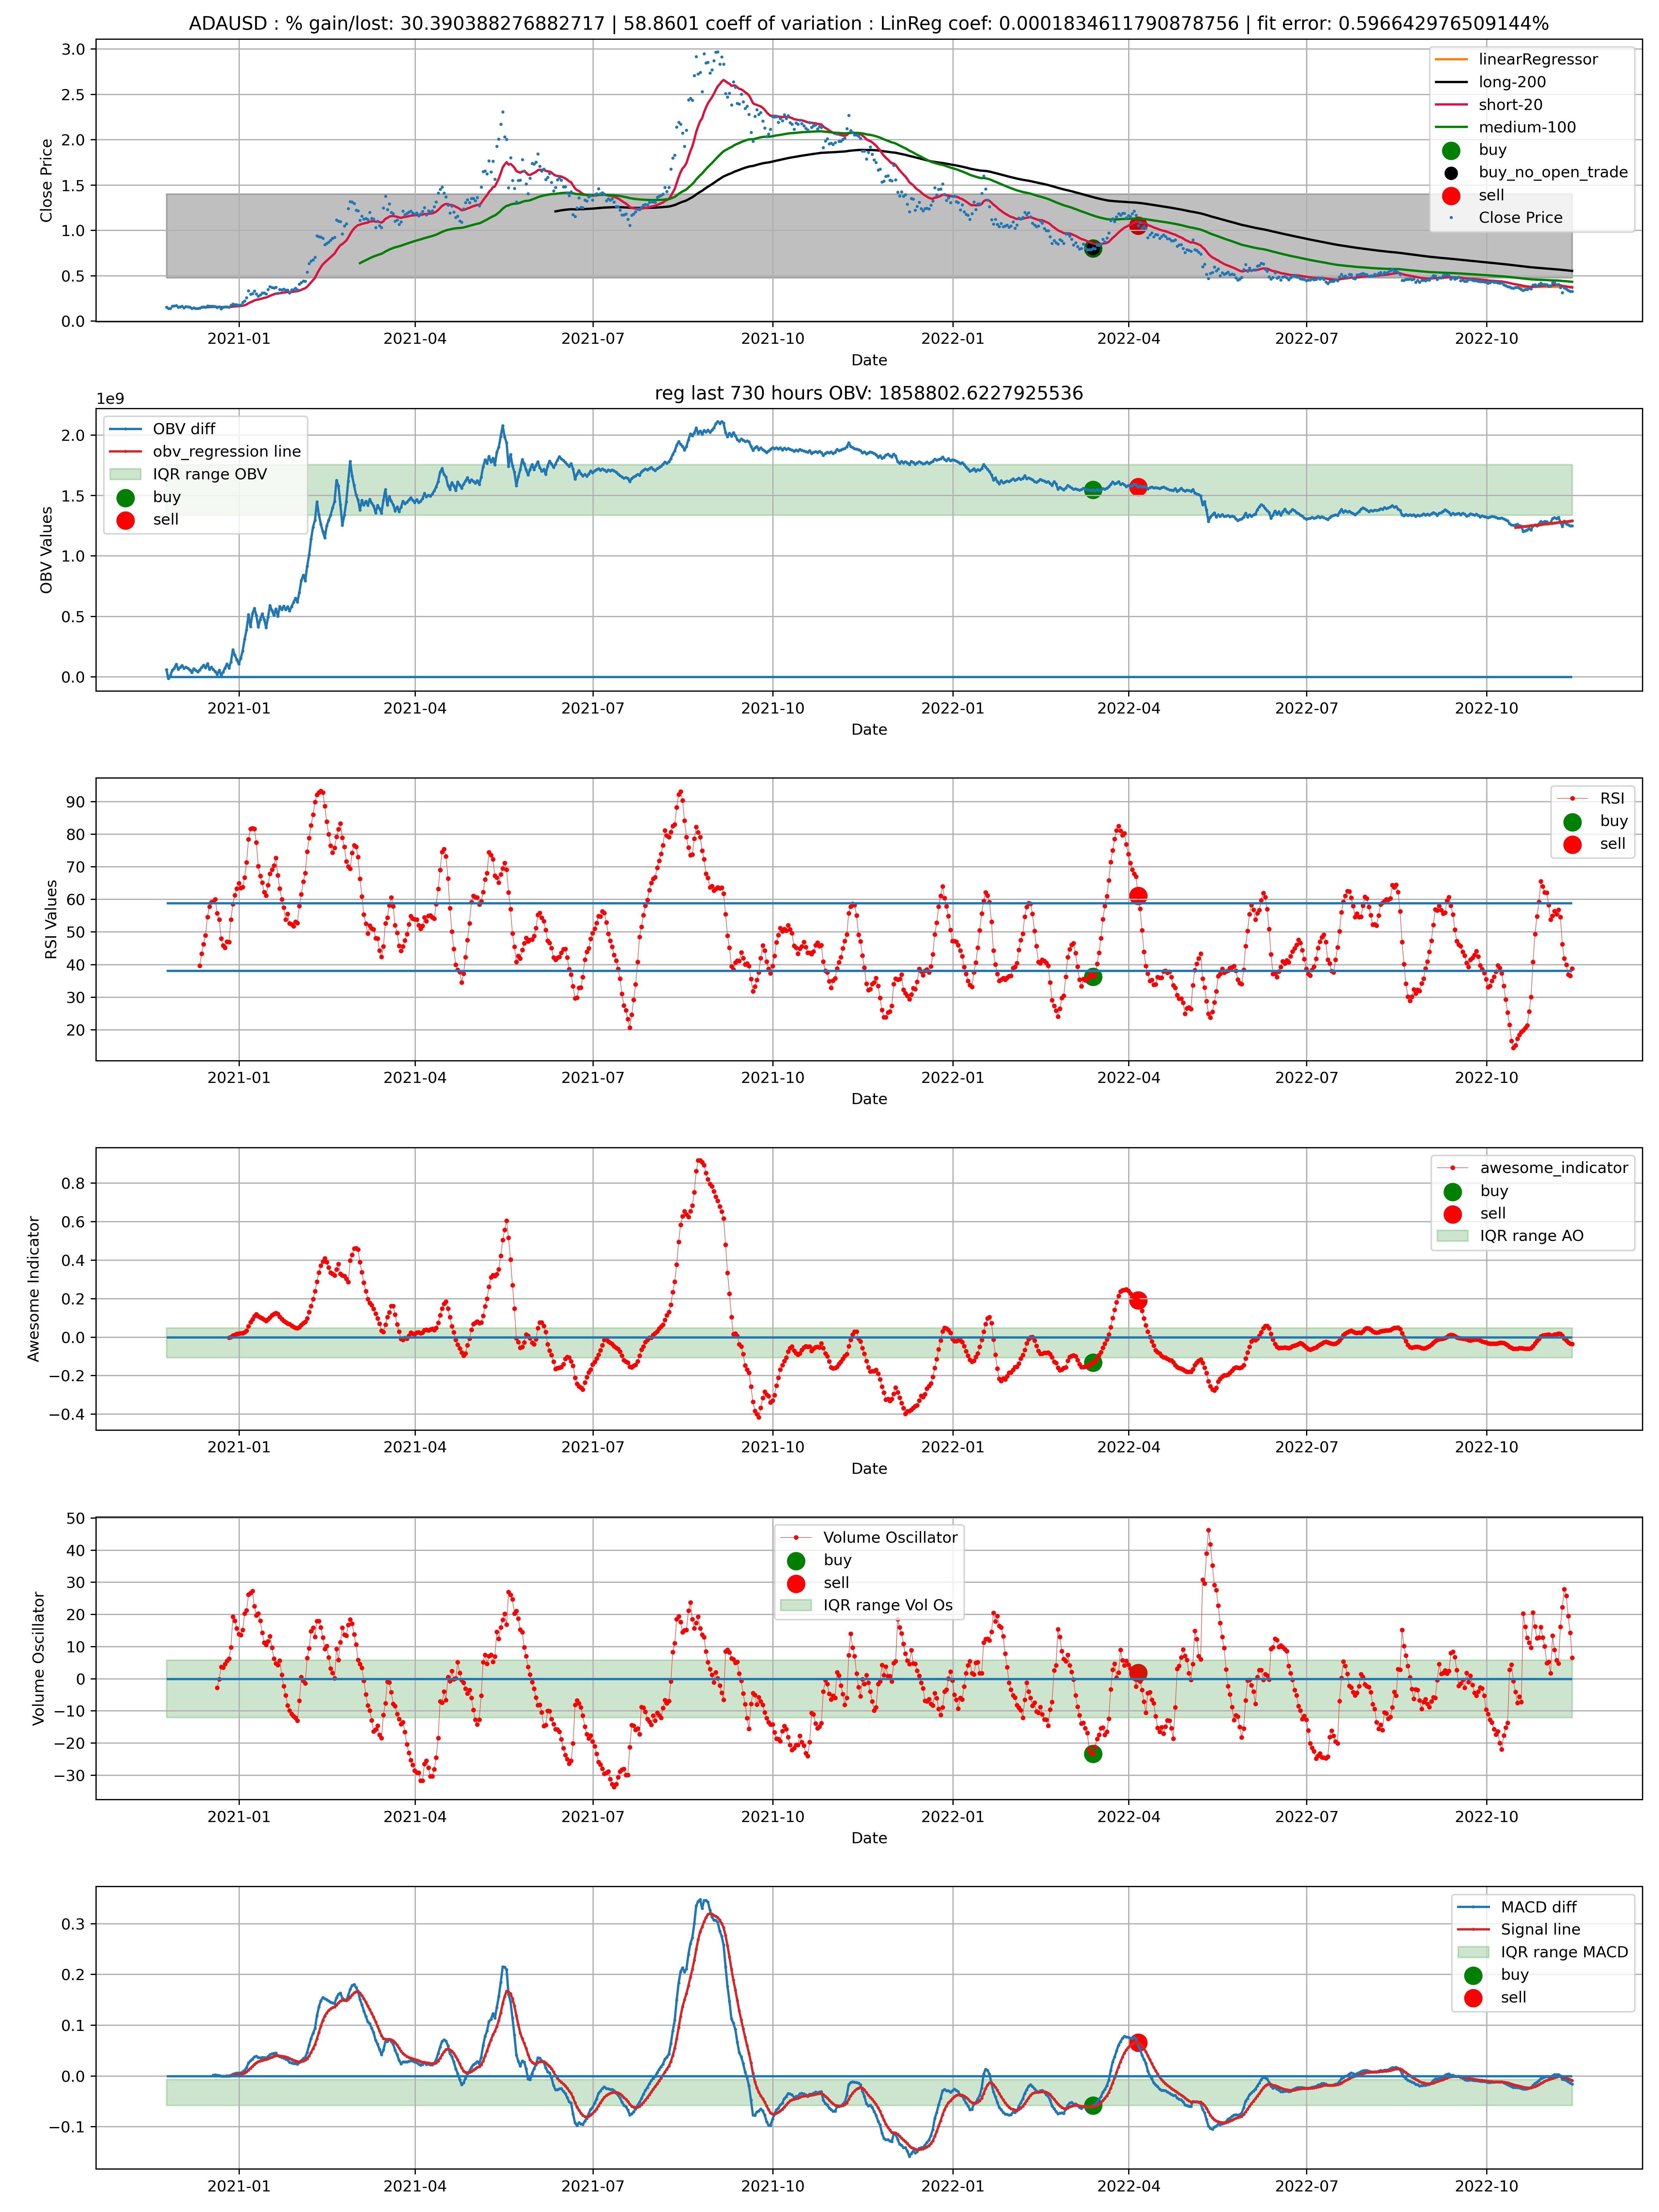 ADAUSD : % gain/lost: 30.390388276882717 | 58.8601 coeff of variation : LinReg coef: 0.0001834611790878756 | fit error: 0.596642976509144%
3.0
2.5
2.0
1.5
1.0
0.5
0.0
Close Price
linearRegressor
long-200
short-20
medium-100
buy
buy_no_open_trade
sell
Close Price
2021-01 2021-04 2021-07 2021-10 2022-01 2022-04 2022-07 2022-10
Date
reg last 730 hours OBV: 1858802.6227925536
1e9
2.0
1.5
1.0
0.5
0.0
OBV Values
OBV diff
obv_regression line
IQR range OBV
buy
sell
2021-01 2021-04 2021-07 2021-10 2022-01 2022-04 2022-07 2022-10
Date
90
80
70
60
50
40
30
20
RSI Values
RSI
buy
sell
2021-01 2021-04 2021-07 2021-10 2022-01 2022-04 2022-07 2022-10
Date
0.8
0.6
0.4
0.2
0.0
−0.2
−0.4
Awesome Indicator
awesome_indicator
buy
sell
IQR range AO
2021-01 2021-04 2021-07 2021-10 2022-01 2022-04 2022-07 2022-10
Date
50
40
30
20
10
0
−10
−20
−30
Volume Oscillator
Volume Oscillator
buy
sell
IQR range Vol Os
2021-01 2021-04 2021-07 2021-10 2022-01 2022-04 2022-07 2022-10
Date
0.3
0.2
0.1
0.0
−0.1
MACD diff
Signal line
IQR range MACD
buy
sell
2021-01 2021-04 2021-07 2021-10 2022-01 2022-04 2022-07 2022-10